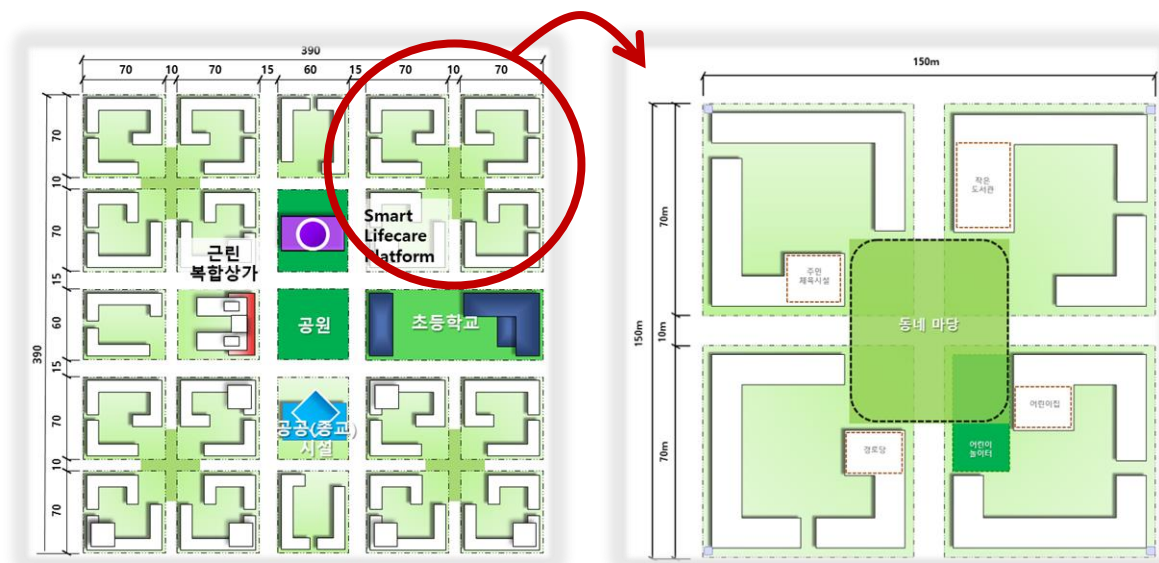 390
70 10 70 15 60 15 70 10 70
390
70
10
70
15
60
15
70
10
70
Smart
Lifecare
Platform
근린
복합상가
공원
초등학교
공공(종교)
시설
150m
150m
70m
10m
70m
작은
도서관
주민
체육시설
동네 마당
어린이집
경로당
어린이
놀이터